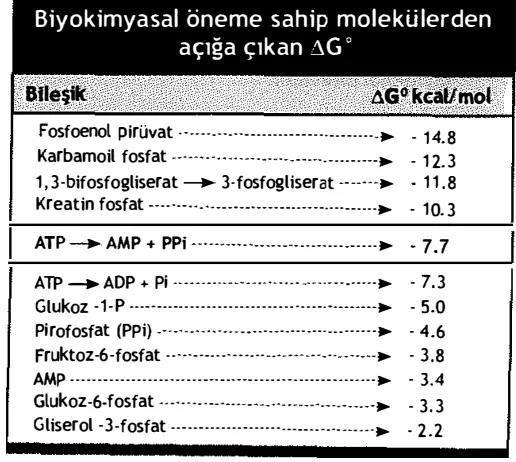 Biyokimyasal öneme sahip molekülerden
açığa çıkan ΔG°
Bileşik ΔG° kcal/mol
Fosfoenol pirüvat - 14.8
Karbamoil fosfat - 12.3
1,3-bifosfogliserat → 3-fosfogliserat - 11.8
Kreatin fosfat - 10.3
ATP → AMP + PPi - 7.7
ATP → ADP + Pi - 7.3
Glukoz -1-P - 5.0
Pirofosfat (PPi) - 4.6
Fruktoz-6-fosfat - 3.8
AMP - 3.4
Glukoz-6-fosfat - 3.3
Gliserol -3-fosfat - 2.2